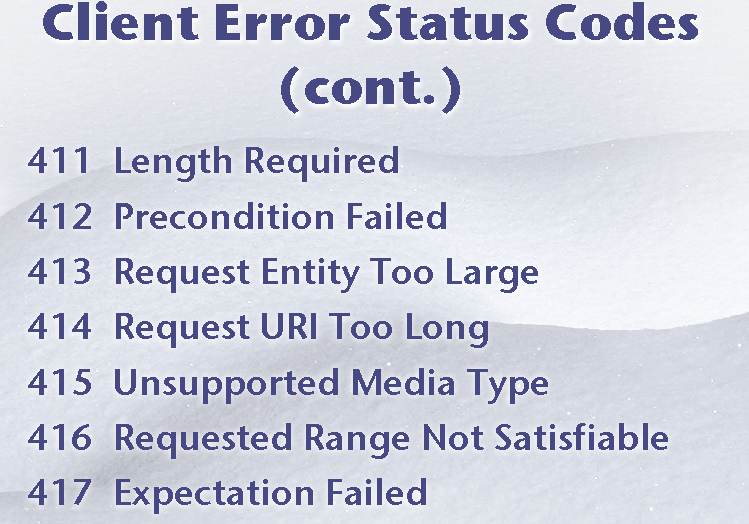 Client Error Status Codes
(cont.)
411 Length Required
412 Precondition Failed
413 Request Entity Too Large
414 Request URI Too Long
415 Unsupported Media Type
416 Requested Range Not Satisfiable
417 Expectation Failed